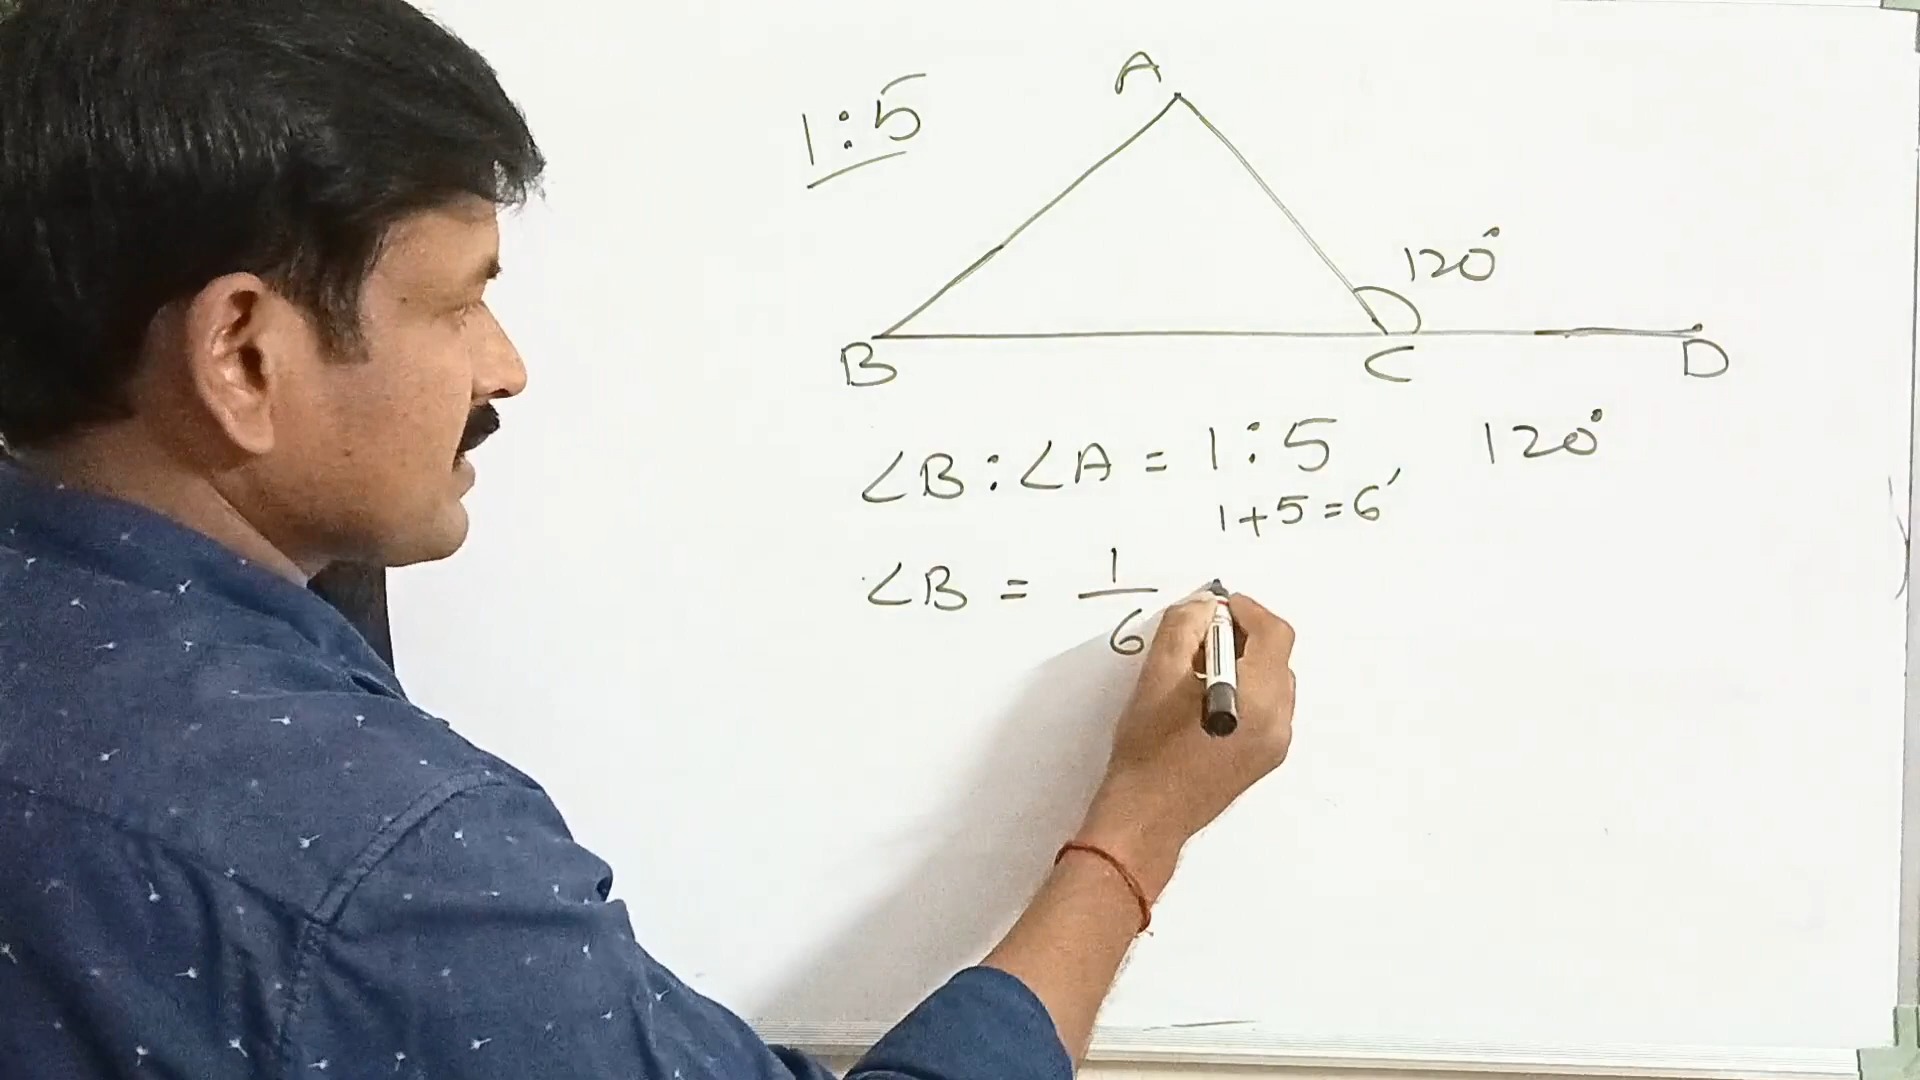 A
1:5
120°
B C D
∠B:∠A = 1:5, 120°
1+5=6
∠B = 1/6